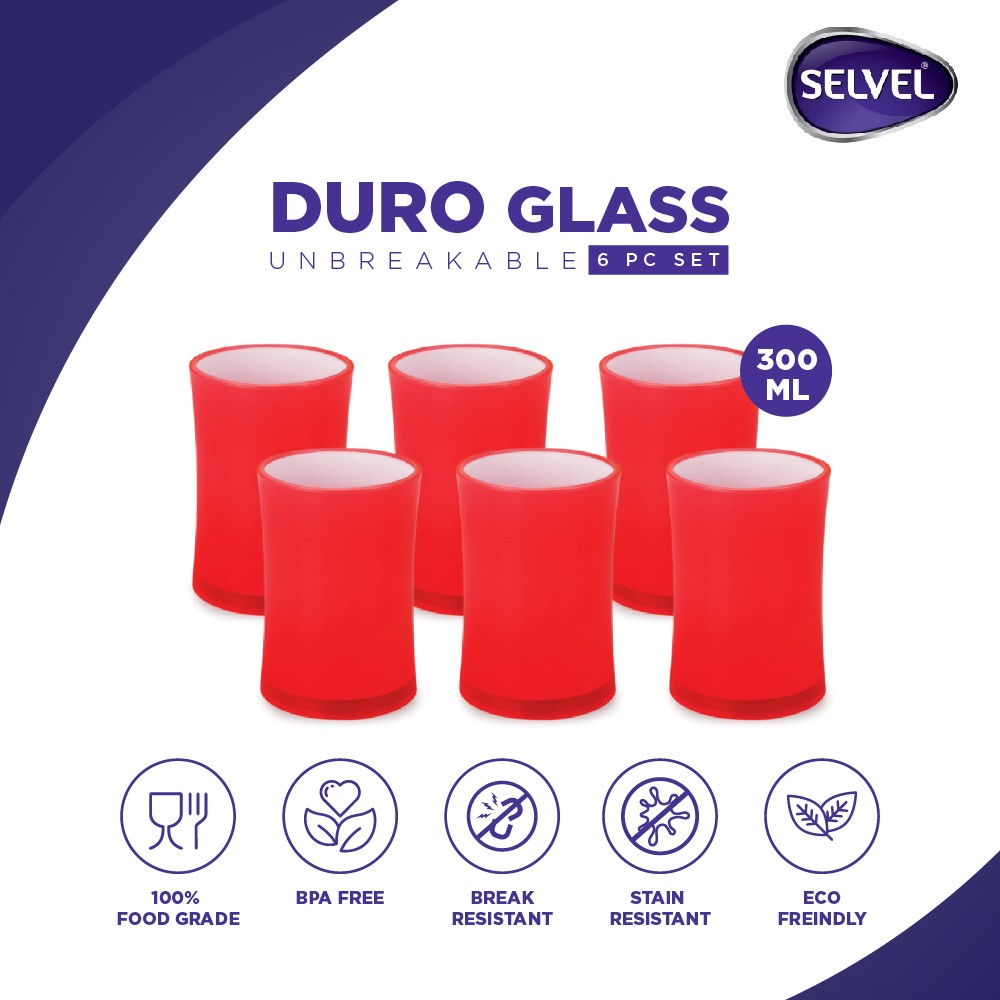 SELVEL®
DURO GLASS
UNBREAKABLE 6 PC SET
300
ML
100%
FOOD GRADE
BPA FREE
BREAK
RESISTANT
STAIN
RESISTANT
ECO
FREINDLY